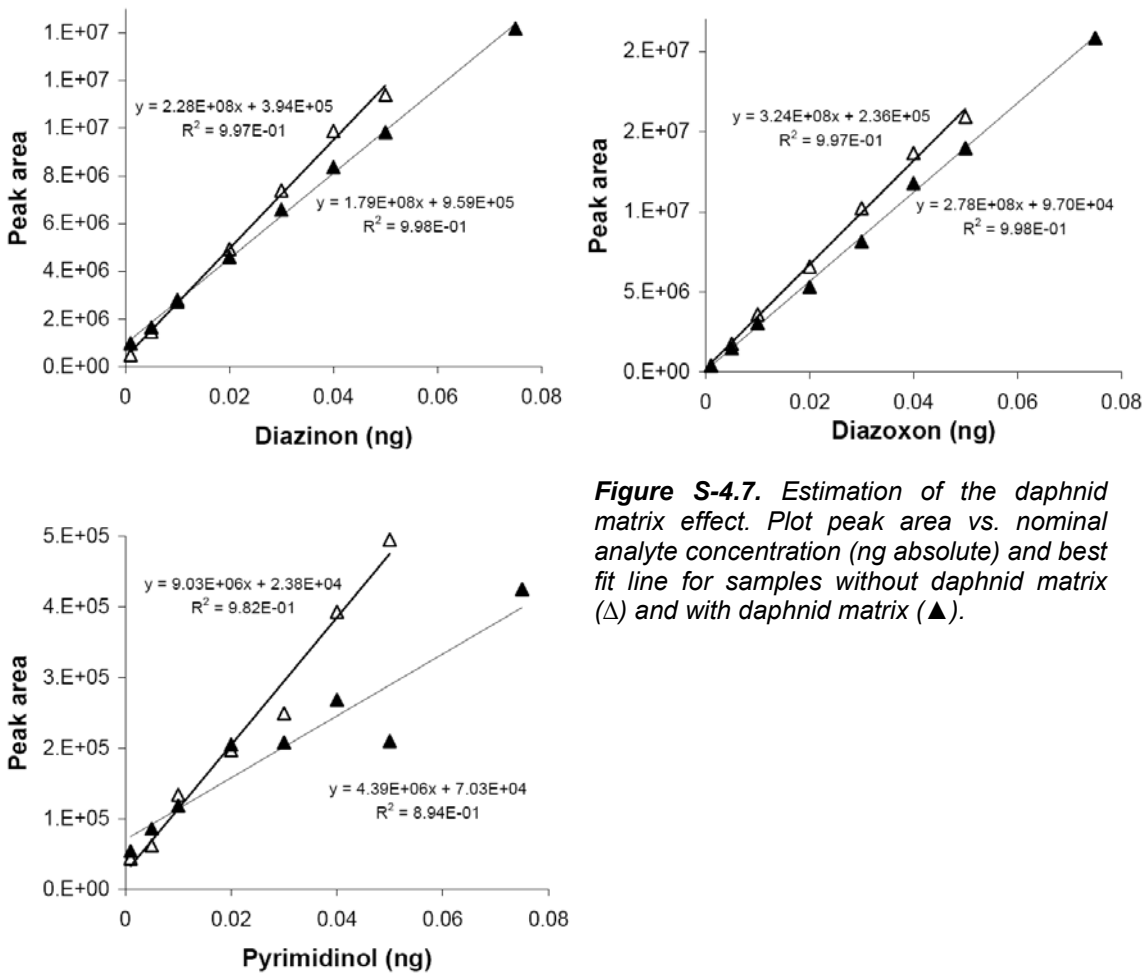 1.E+07
1.E+07
1.E+07
8.E+06
6.E+06
4.E+06
2.E+06
0.E+00
Peak area
y = 2.28E+08x + 3.94E+05
R² = 9.97E-01
y = 1.79E+08x + 9.59E+05
R² = 9.98E-01
0 0.02 0.04 0.06 0.08
Diazinon (ng)
2.E+07
2.E+07
1.E+07
5.E+06
0.E+00
Peak area
y = 3.24E+08x + 2.36E+05
R² = 9.97E-01
y = 2.78E+08x + 9.70E+04
R² = 9.98E-01
0 0.02 0.04 0.06 0.08
Diazoxon (ng)
5.E+05
4.E+05
3.E+05
2.E+05
1.E+05
0.E+00
Peak area
y = 9.03E+06x + 2.38E+04
R² = 9.82E-01
y = 4.39E+06x + 7.03E+04
R² = 8.94E-01
0 0.02 0.04 0.06 0.08
Pyrimidinol (ng)
Figure S-4.7. Estimation of the daphnid
matrix effect. Plot peak area vs. nominal
analyte concentration (ng absolute) and best
fit line for samples without daphnid matrix
(Δ) and with daphnid matrix (▲).